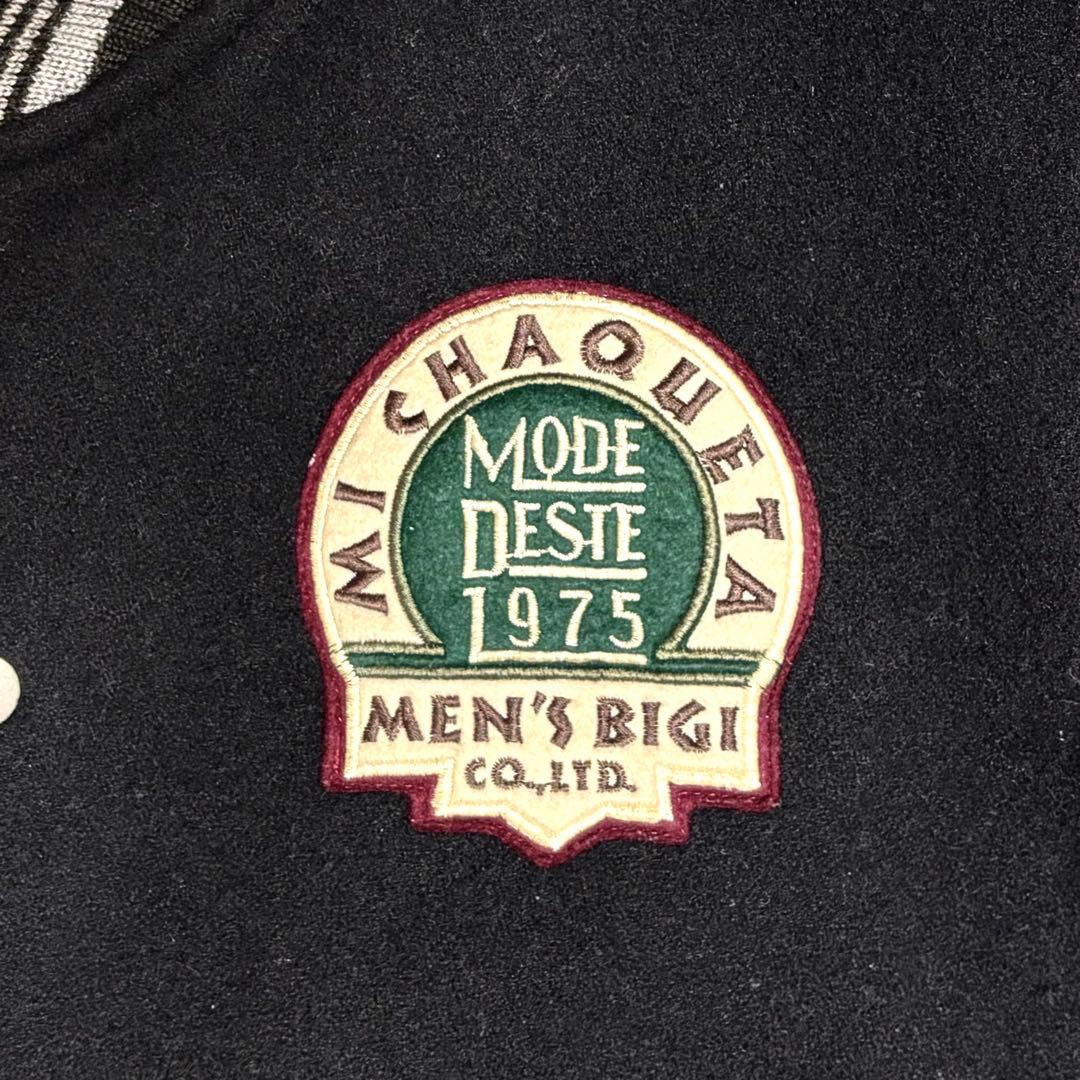 MI CHAQUETA
MODE
DESTE
1975
MEN'S BIGI
CO.,LTD.